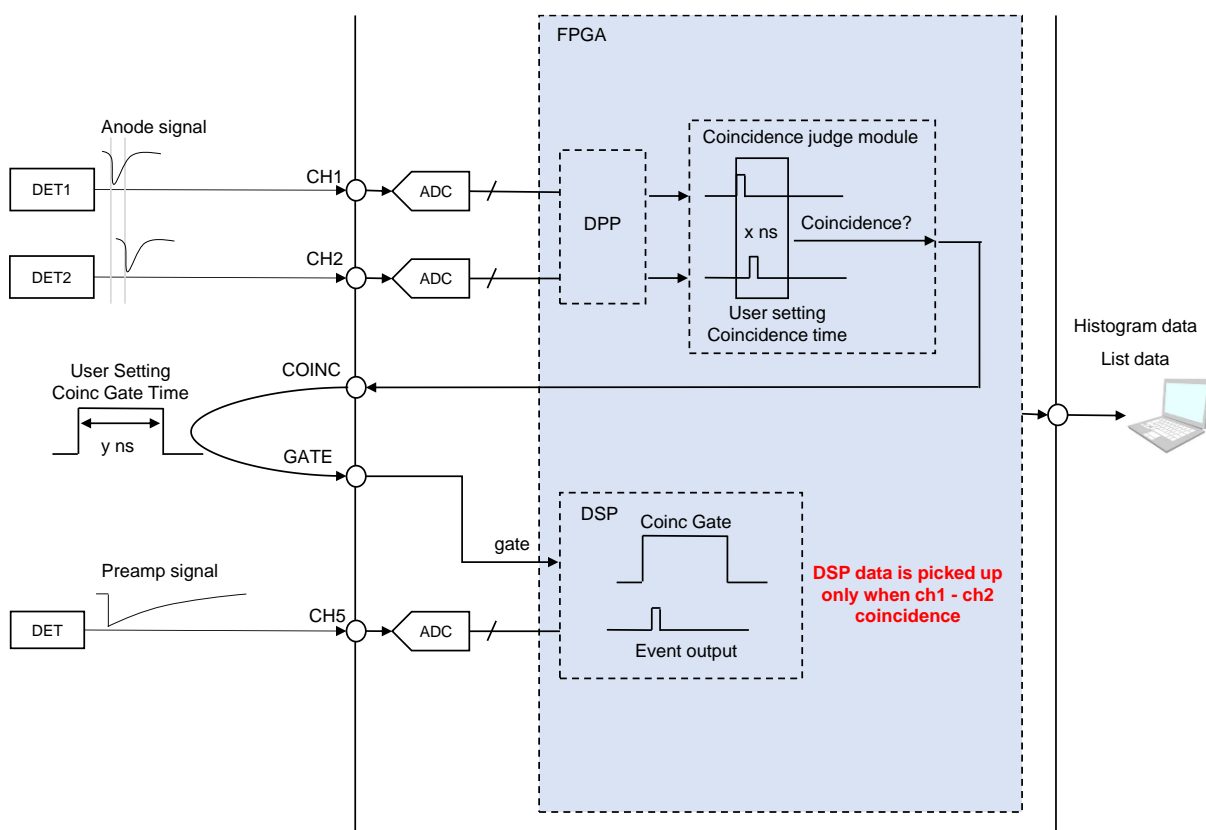 FPGA
Anode signal
Coincidence judge module
DET1
CH1
ADC
DPP
x ns
Coincidence?
DET2
CH2
ADC
User setting
Coincidence time
Histogram data
List data
User Setting
Coinc Gate Time
COINC
y ns
GATE
DSP
Coinc Gate
gate
Preamp signal
DSP data is picked up
only when ch1 - ch2
coincidence
DET
CH5
ADC
Event output